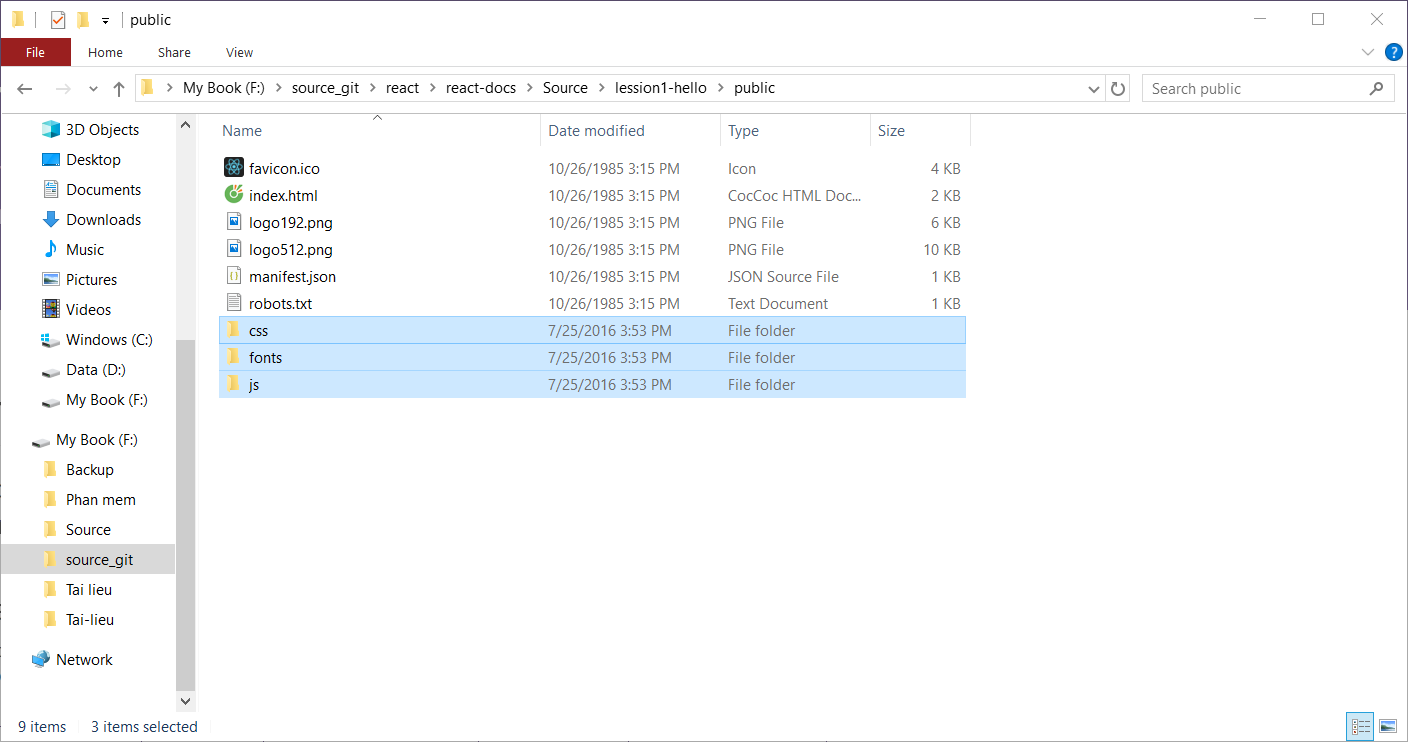 public
File Home Share View
My Book (F:) source_git react react-docs Source lession1-hello public Search public
3D Objects
Desktop
Documents
Downloads
Music
Pictures
Videos
Windows (C:)
Data (D:)
My Book (F:)
My Book (F:)
Backup
Phan mem
Source
source_git
Tai lieu
Tai-lieu
Network
Name Date modified Type Size
favicon.ico 10/26/1985 3:15 PM Icon 4 KB
index.html 10/26/1985 3:15 PM CocCoc HTML Doc... 2 KB
logo192.png 10/26/1985 3:15 PM PNG File 6 KB
logo512.png 10/26/1985 3:15 PM PNG File 10 KB
manifest.json 10/26/1985 3:15 PM JSON Source File 1 KB
robots.txt 10/26/1985 3:15 PM Text Document 1 KB
css 7/25/2016 3:53 PM File folder
fonts 7/25/2016 3:53 PM File folder
js 7/25/2016 3:53 PM File folder
9 items 3 items selected